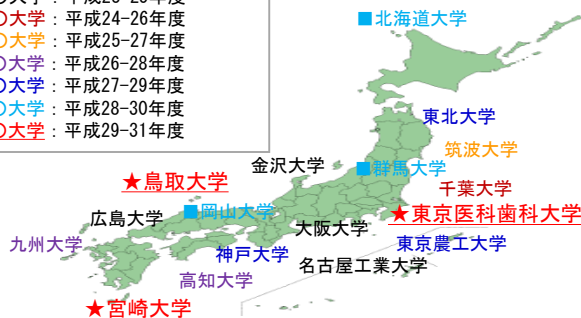 〇大学：平成24-26年度
〇大学：平成25-27年度
〇大学：平成26-28年度
〇大学：平成27-29年度
〇大学：平成28-30年度
〇大学：平成29-31年度
■北海道大学
東北大学
筑波大学
金沢大学
■群馬大学
★鳥取大学
千葉大学
広島大学
■岡山大学
★東京医科歯科大学
大阪大学
九州大学
神戸大学
東京農工大学
名古屋工業大学
高知大学
★宮崎大学